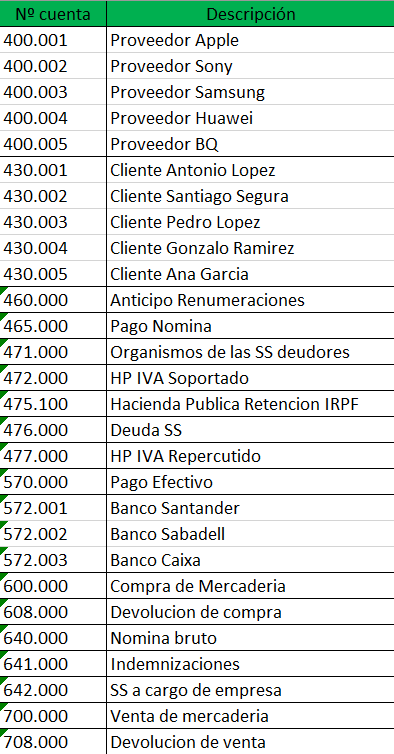 Nº cuenta Descripción
400.001 Proveedor Apple
400.002 Proveedor Sony
400.003 Proveedor Samsung
400.004 Proveedor Huawei
400.005 Proveedor BQ
430.001 Cliente Antonio Lopez
430.002 Cliente Santiago Segura
430.003 Cliente Pedro Lopez
430.004 Cliente Gonzalo Ramirez
430.005 Cliente Ana Garcia
460.000 Anticipo Renumeraciones
465.000 Pago Nomina
471.000 Organismos de las SS deudores
472.000 HP IVA Soportado
475.100 Hacienda Publica Retencion IRPF
476.000 Deuda SS
477.000 HP IVA Repercutido
570.000 Pago Efectivo
572.001 Banco Santander
572.002 Banco Sabadell
572.003 Banco Caixa
600.000 Compra de Mercaderia
608.000 Devolucion de compra
640.000 Nomina bruto
641.000 Indemnizaciones
642.000 SS a cargo de empresa
700.000 Venta de mercaderia
708.000 Devolucion de venta